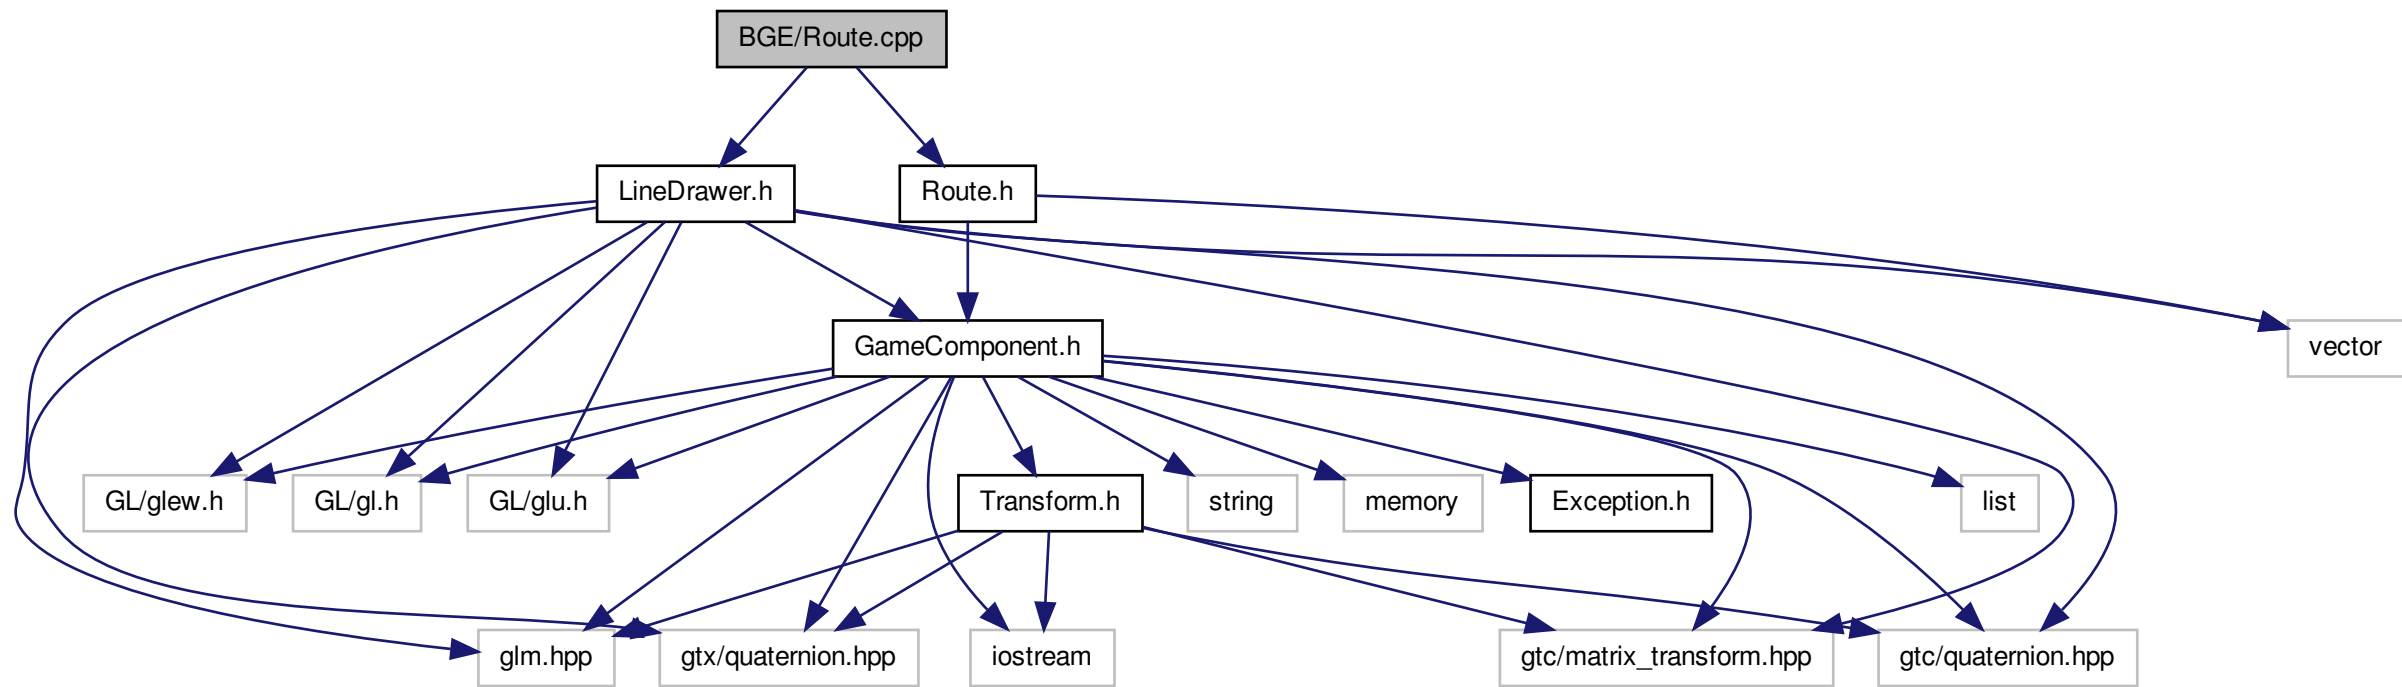 BGE/Route.cpp
LineDrawer.h
Route.h
GameComponent.h
vector
GL/glew.h
GL/gl.h
GL/glu.h
Transform.h
string
memory
Exception.h
list
glm.hpp
gtx/quaternion.hpp
iostream
gtc/matrix_transform.hpp
gtc/quaternion.hpp